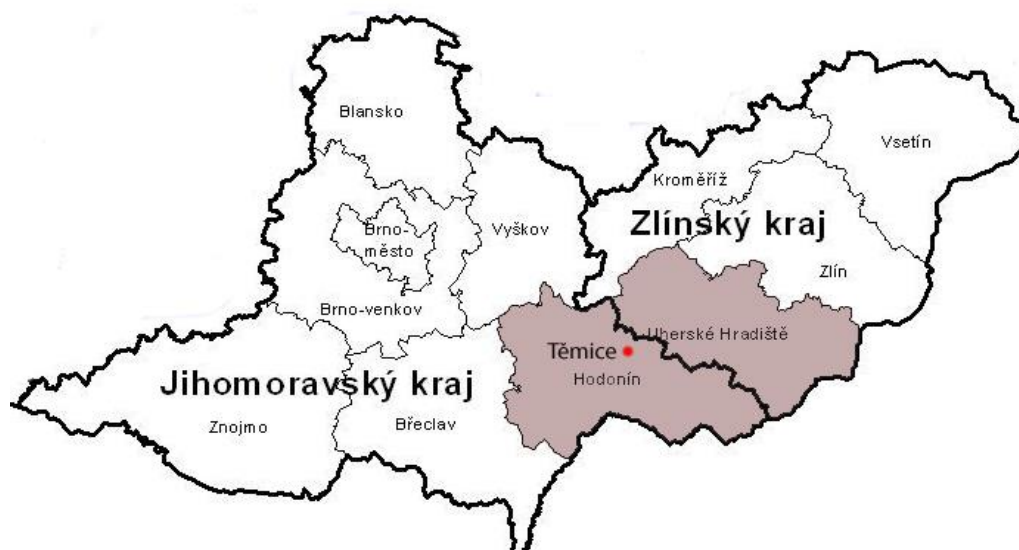 Blansko
Vsetín
Kroměříž
Brno-
město
Vyškov
Zlínský kraj
Zlín
Brno-venkov
Uherské Hradiště
Těmice
Hodonín
Jihomoravský kraj
Znojmo
Břeclav